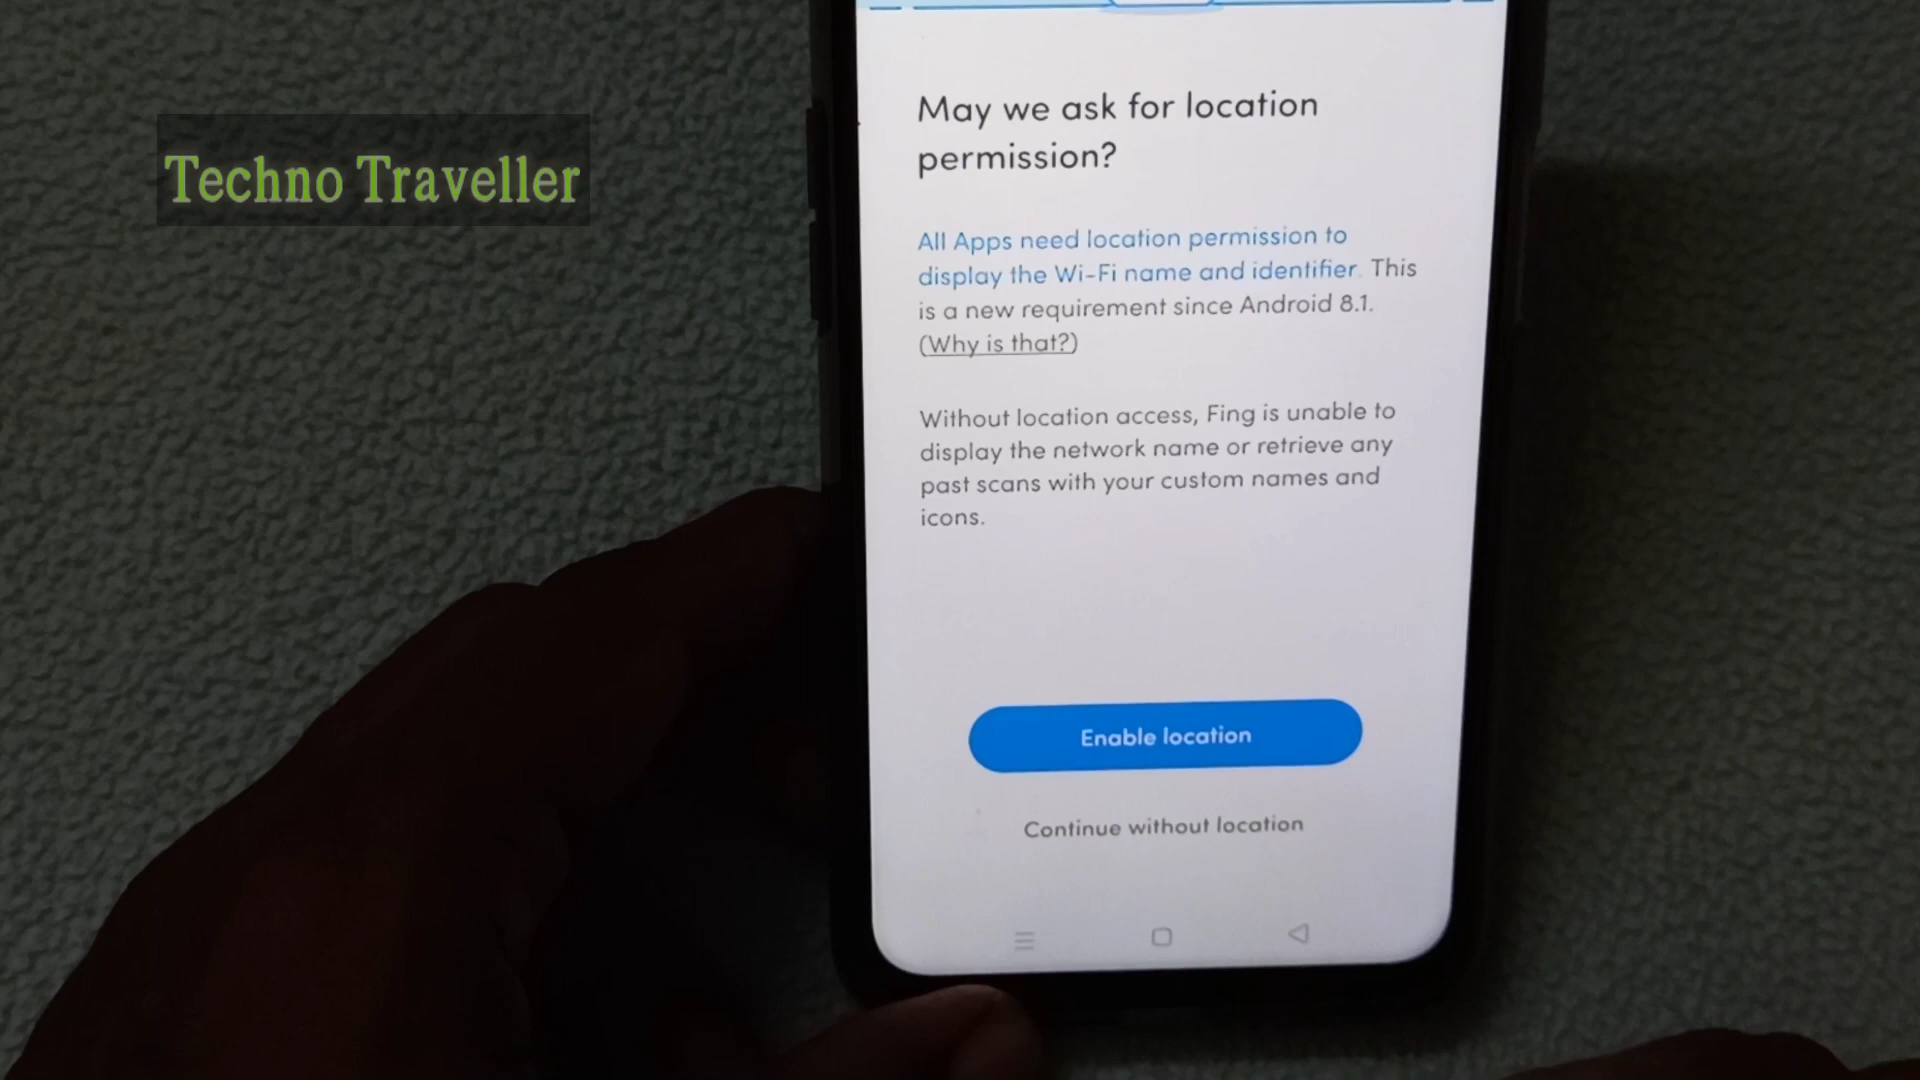 Techno Traveller
May we ask for location
permission?
All Apps need location permission to
display the Wi-Fi name and identifier. This
is a new requirement since Android 8.1.
(Why is that?)
Without location access, Fing is unable to
display the network name or retrieve any
past scans with your custom names and
icons.
Enable location
Continue without location